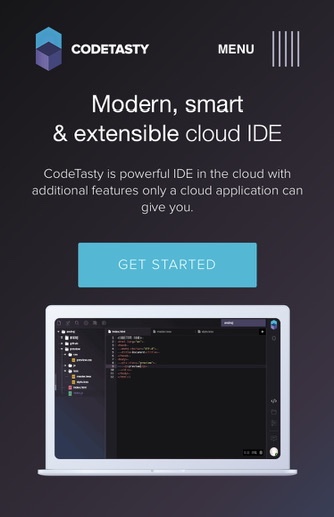 CODETASTY
MENU
Modern, smart
& extensible cloud IDE
CodeTasty is powerful IDE in the cloud with
additional features only a cloud application can
give you.
GET STARTED